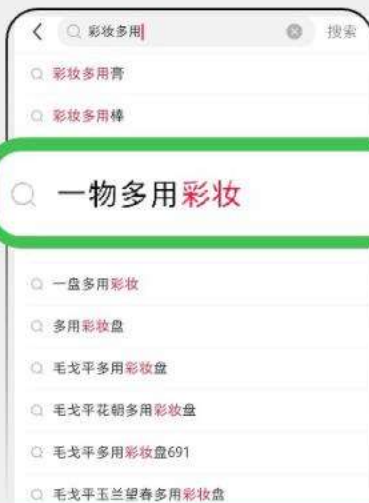 彩妆多用 搜索
彩妆多用膏
彩妆多用棒
一物多用彩妆
一盘多用彩妆
多用彩妆盘
毛戈平多用彩妆盘
毛戈平花朝多用彩妆盘
毛戈平多用彩妆盘691
毛戈平玉兰望春多用彩妆盘